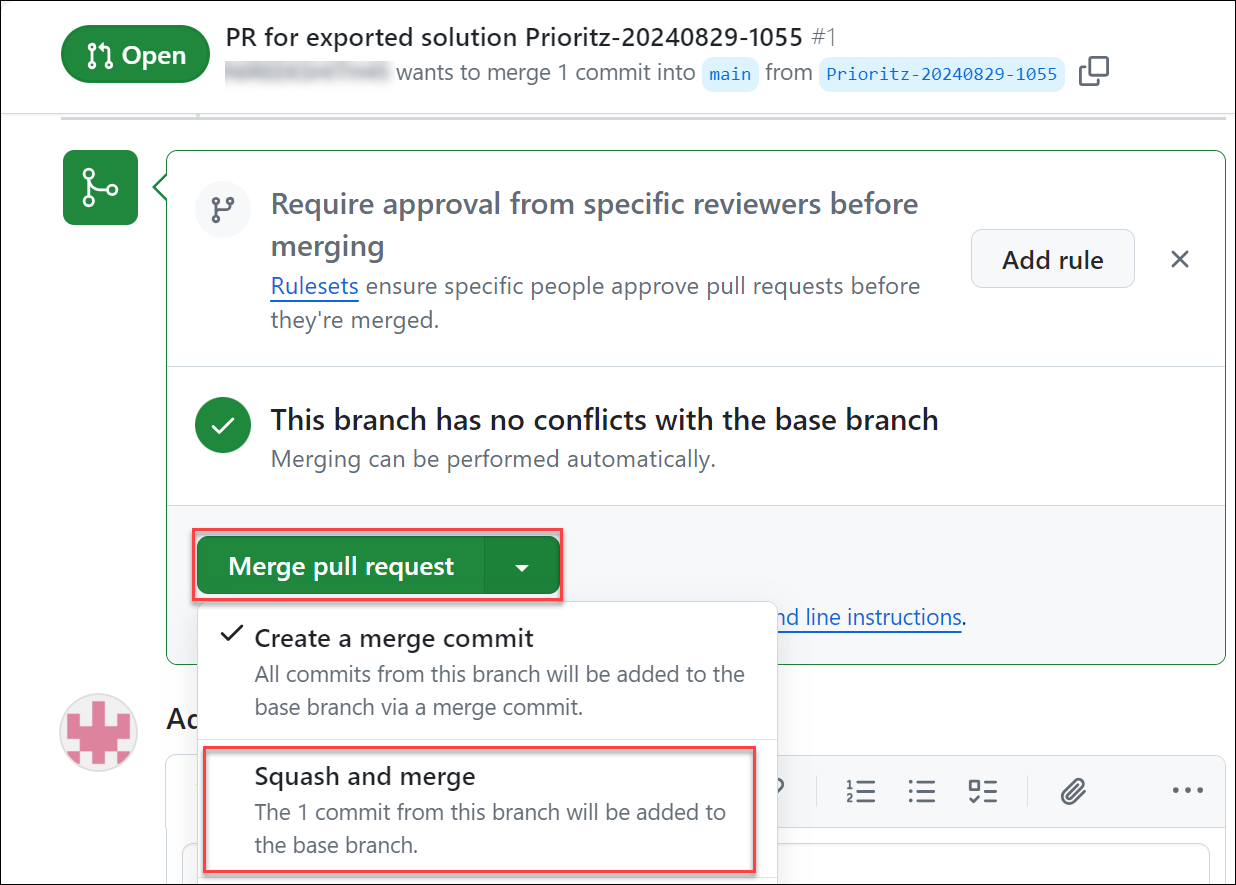 Open
PR for exported solution Prioritz-20240829-1055 #1
wants to merge 1 commit into main from Prioritz-20240829-1055
Require approval from specific reviewers before
merging
Rulesets ensure specific people approve pull requests before
they're merged.
Add rule
This branch has no conflicts with the base branch
Merging can be performed automatically.
Merge pull request
line instructions.
Create a merge commit
All commits from this branch will be added to the
base branch via a merge commit.
Squash and merge
The 1 commit from this branch will be added to
the base branch.